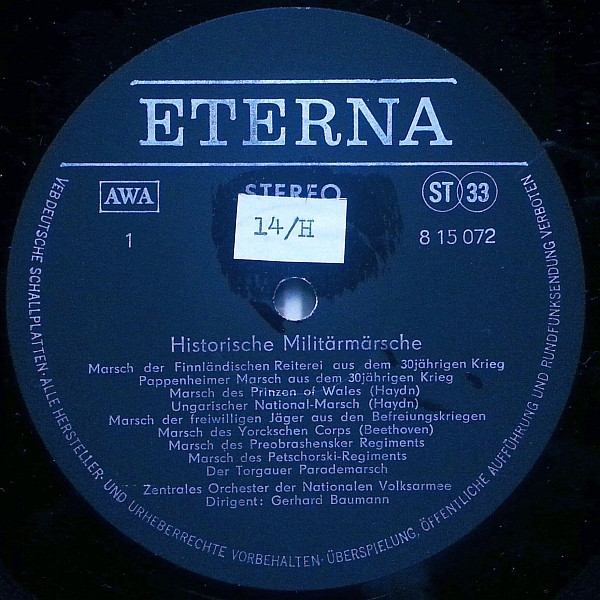 ETERNA
AWA
STEREO
ST 33
14/H
1
8 15 072
Historische Militärmärsche
Marsch der Finnländischen Reiterei aus dem 30jährigen Krieg
Pappenheimer Marsch aus dem 30jährigen Krieg
Marsch des Prinzen of Wales (Haydn)
Ungarischer National-Marsch (Haydn)
Marsch der freiwilligen Jäger aus den Befreiungskriegen
Marsch des Yorckschen Corps (Beethoven)
Marsch des Preobrashensker Regiments
Marsch des Petschorski-Regiments
Der Torgauer Parademarsch
Zentrales Orchester der Nationalen Volksarmee
Dirigent: Gerhard Baumann
VEB DEUTSCHE SCHALLPLATTEN · ALLE HERSTELLER- UND URHEBERRECHTE VORBEHALTEN · ÜBERSPIELUNG, ÖFFENTLICHE AUFFÜHRUNG UND RUNDFUNKSENDUNG VERBOTEN